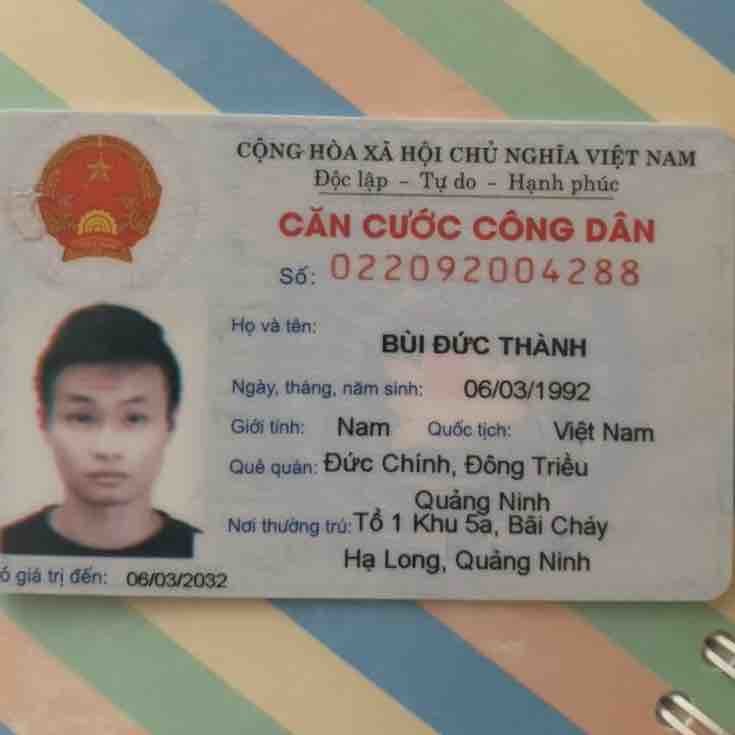 CỘNG HÒA XÃ HỘI CHỦ NGHĨA VIỆT NAM
Độc lập - Tự do - Hạnh phúc
CĂN CƯỚC CÔNG DÂN
Số: 022092004288
Họ và tên:
BÙI ĐỨC THÀNH
Ngày, tháng, năm sinh: 06/03/1992
Giới tính: Nam Quốc tịch: Việt Nam
Quê quán: Đức Chính, Đông Triều
Quảng Ninh
Nơi thường trú: Tổ 1 Khu 5a, Bãi Cháy
Hạ Long, Quảng Ninh
ó giá trị đến: 06/03/2032